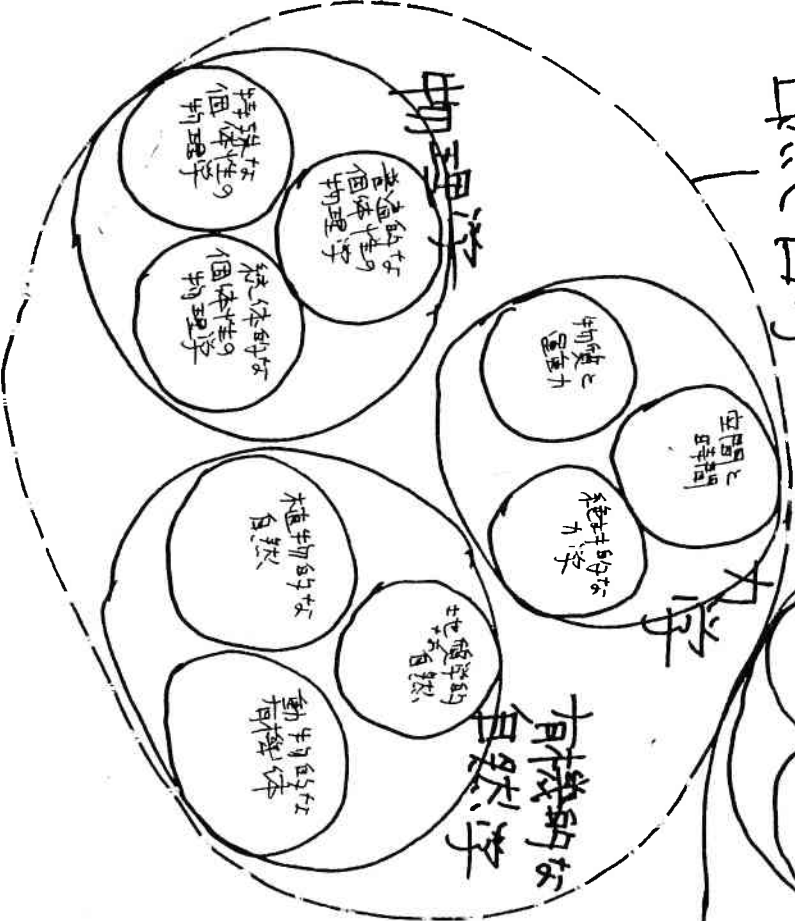 物理学
特殊な
個体性の
物理学
普遍的な
個体性の
物理学
統体的な
個体性の
物理学
物質と
空間と
時間
絶対的な
力学
力学
植物的な
自然
地質学的
な自然
動物的な
有機体
有機的な
自然学